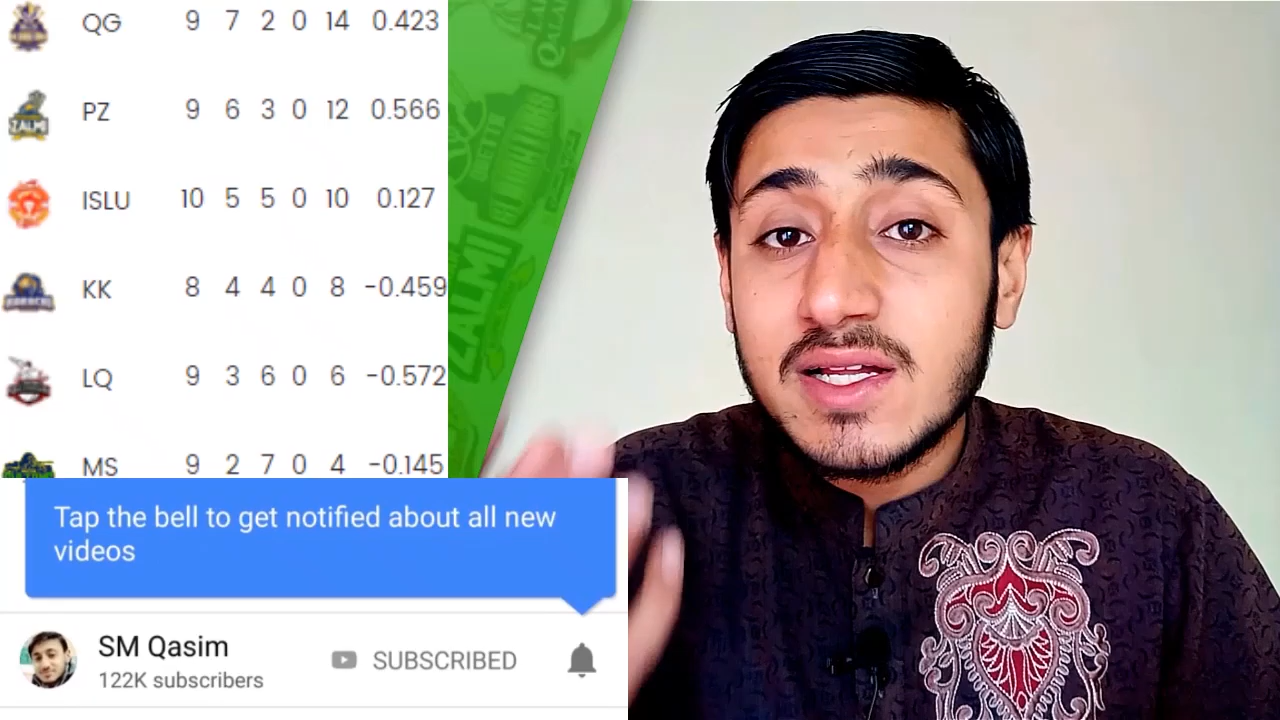 QG 9 7 2 0 14 0.423
PZ 9 6 3 0 12 0.566
ISLU 10 5 5 0 10 0.127
KK 8 4 4 0 8 -0.459
LQ 9 3 6 0 6 -0.572
MS 9 2 7 0 4 -0.145
ZALMI
ZALMI
Tap the bell to get notified about all new
videos
SM Qasim
SUBSCRIBED
122K subscribers